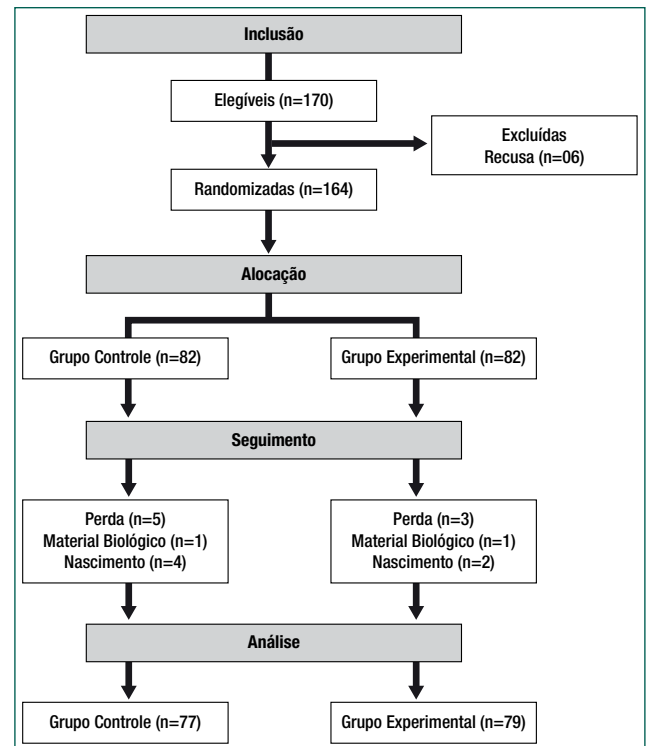 Inclusão
Elegíveis (n=170)
Excluídas
Recusa (n=06)
Randomizadas (n=164)
Alocação
Grupo Controle (n=82)
Grupo Experimental (n=82)
Seguimento
Perda (n=5)
Material Biológico (n=1)
Nascimento (n=4)
Perda (n=3)
Material Biológico (n=1)
Nascimento (n=2)
Análise
Grupo Controle (n=77)
Grupo Experimental (n=79)